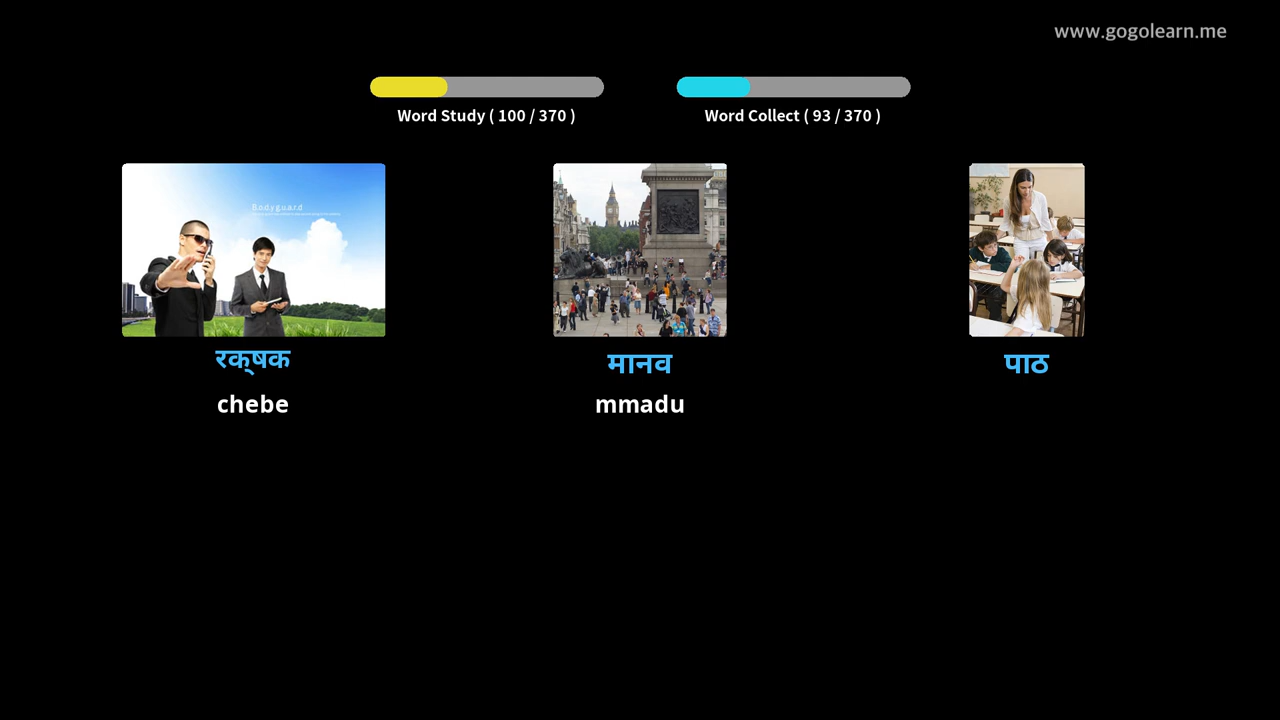 www.gogolearn.me
Word Study ( 100 / 370 )
Word Collect ( 93 / 370 )
Bodyguard
रक्षक
मानव
पाठ
chebe
mmadu